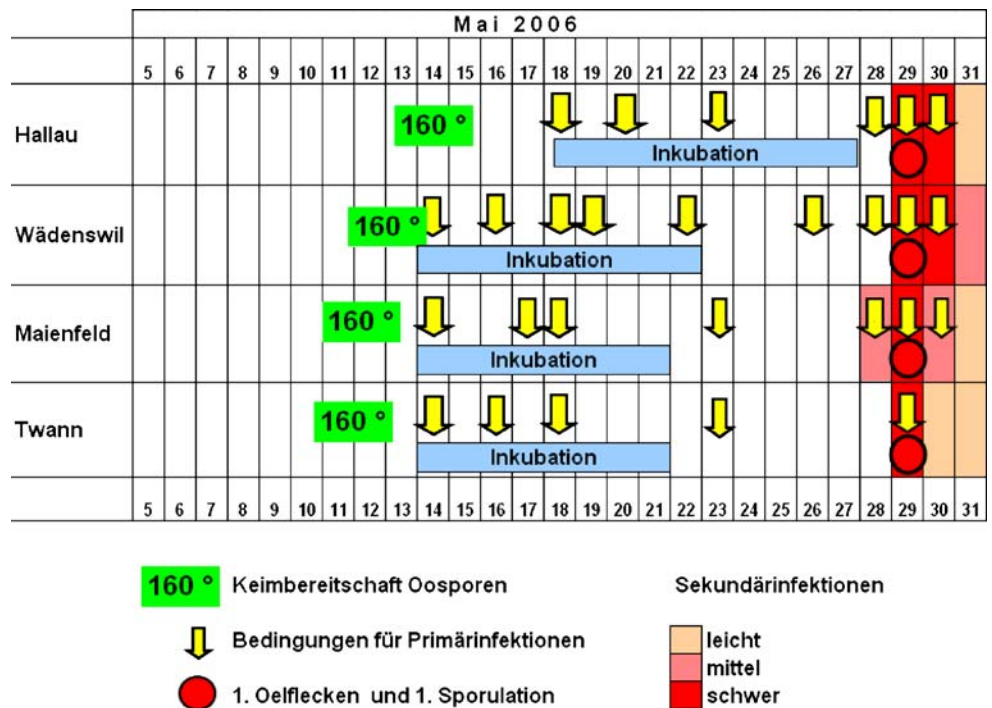 Mai 2006
5 6 7 8 9 10 11 12 13 14 15 16 17 18 19 20 21 22 23 24 25 26 27 28 29 30 31
Hallau
160 °
Inkubation
Wädenswil
160 °
Inkubation
Maienfeld
160 °
Inkubation
Twann
160 °
Inkubation
5 6 7 8 9 10 11 12 13 14 15 16 17 18 19 20 21 22 23 24 25 26 27 28 29 30 31
160 ° Keimbereitschaft Oosporen Sekundärinfektionen
Bedingungen für Primärinfektionen leicht
mittel
1. Oelflecken und 1. Sporulation schwer